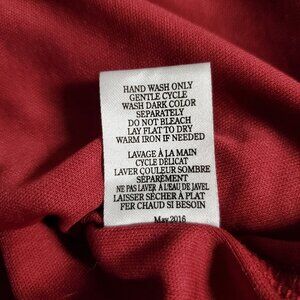 HAND WASH ONLY
GENTLE CYCLE
WASH DARK COLOR
SEPARATELY
DO NOT BLEACH
LAY FLAT TO DRY
WARM IRON IF NEEDED
LAVAGE À LA MAIN
CYCLE DÉLICAT
LAVER COULEUR SOMBRE
SÉPARÉMENT
NE PAS LAVER À L'EAU DE JAVEL
LAISSER SÉCHER À PLAT
FER CHAUD SI BESOIN
May.2016